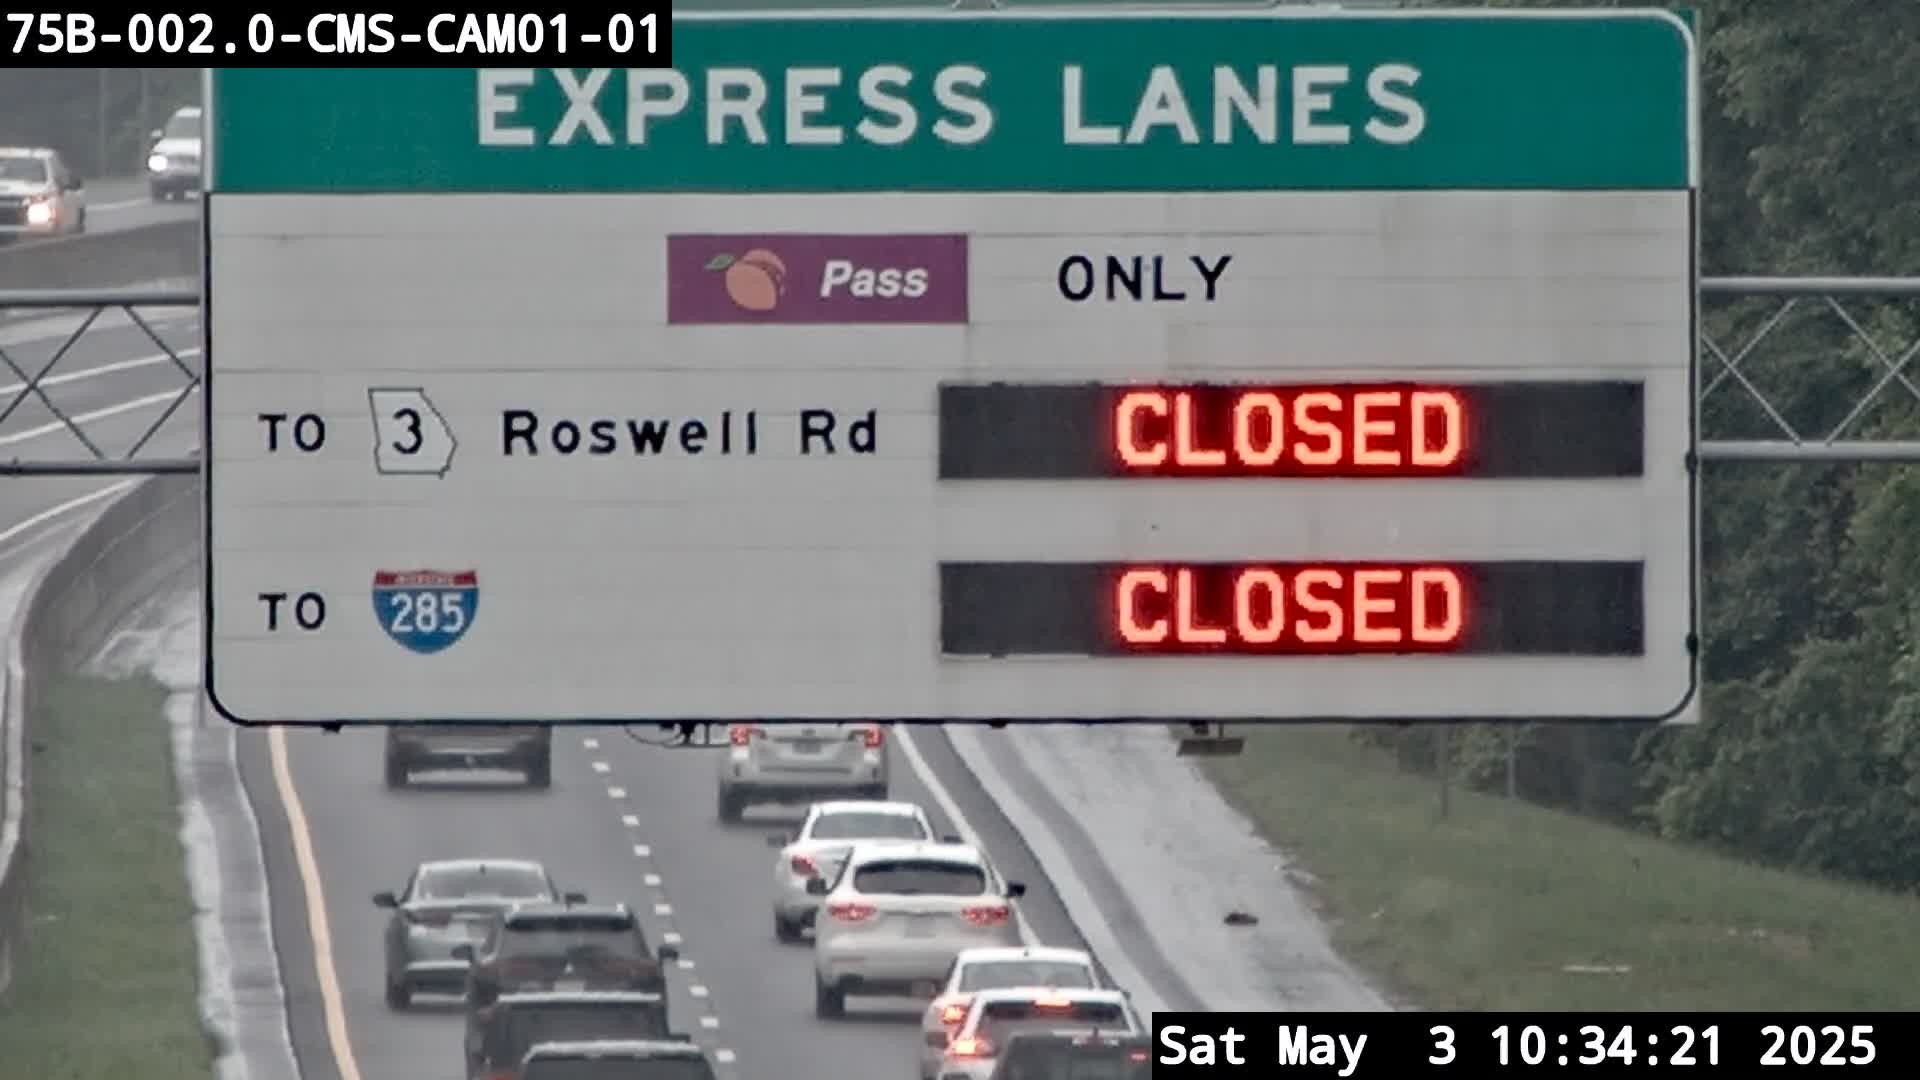 75B-002.0-CMS-CAM01-01
EXPRESS LANES
Pass ONLY
TO 3 Roswell Rd CLOSED
TO 285 CLOSED
Sat May 3 10:34:21 2025